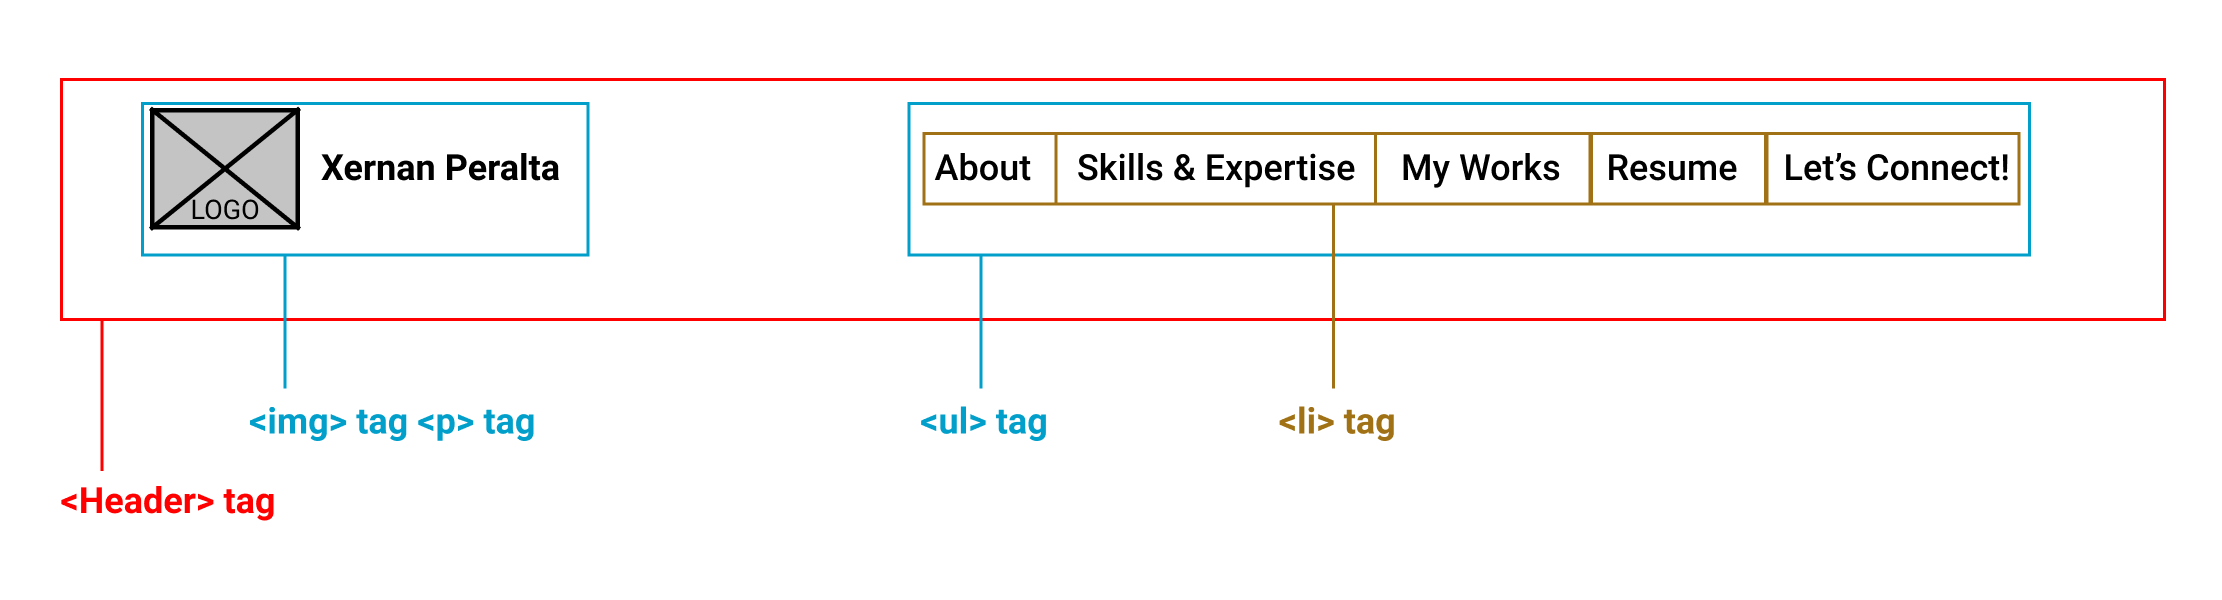 LOGO
Xernan Peralta
About Skills & Expertise My Works Resume Let’s Connect!
<img> tag <p> tag
<ul> tag
<li> tag
<Header> tag